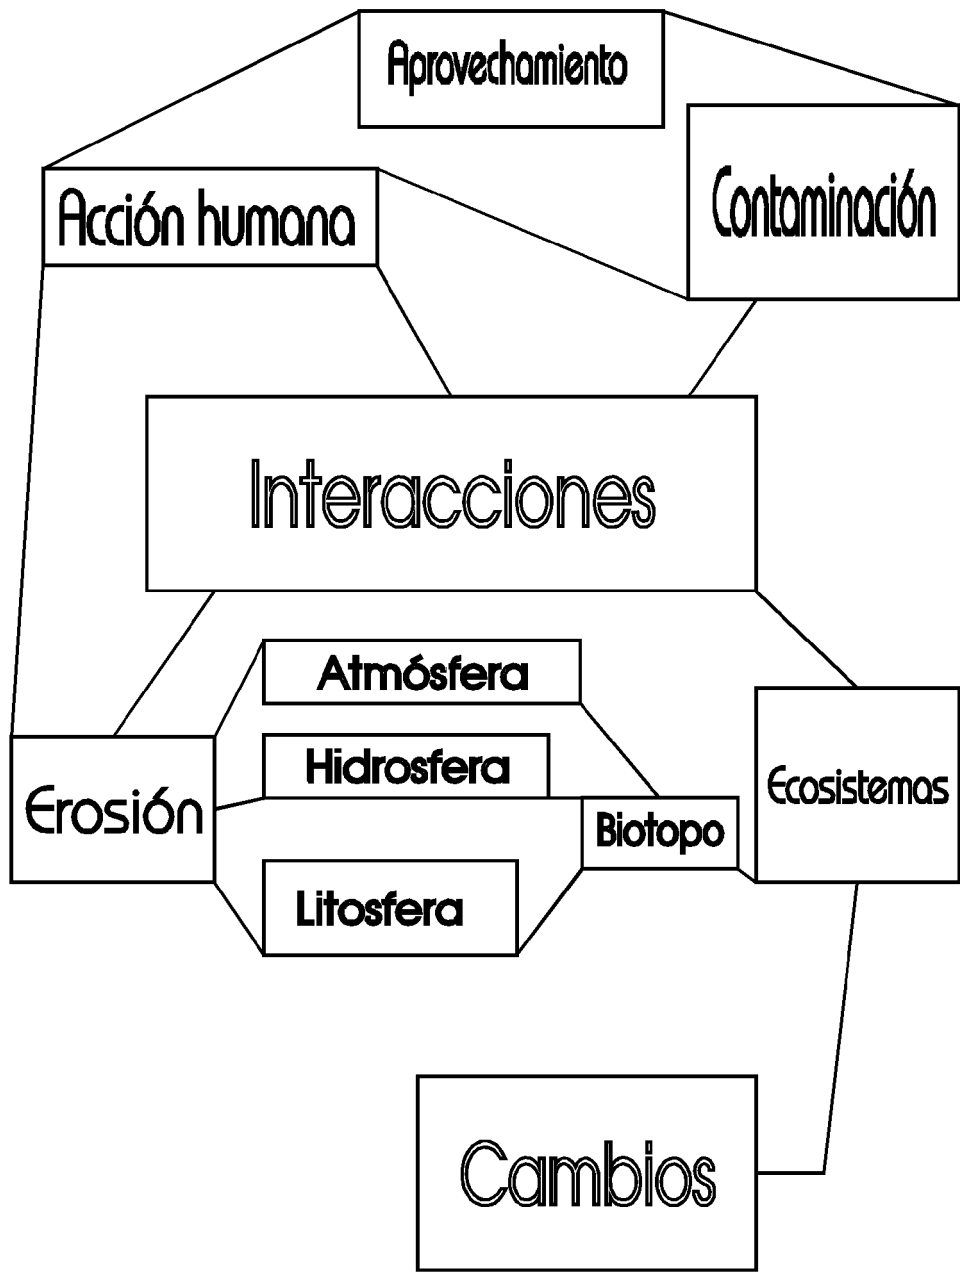 Aprovechamiento
Contaminación
Acción humana
Interacciones
Atmósfera
Hidrosfera
Ecosistemas
Erosión
Biotopo
Litosfera
Cambios